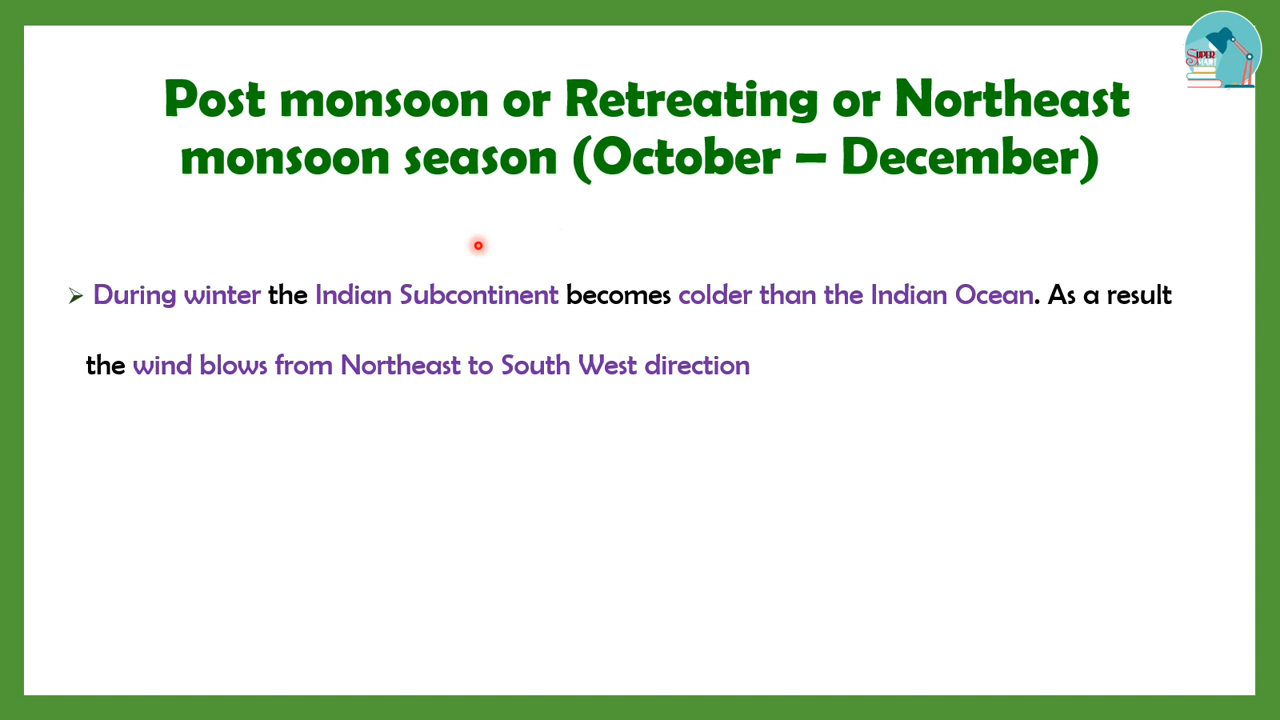 SUPER
Post monsoon or Retreating or Northeast
monsoon season (October – December)
➢ During winter the Indian Subcontinent becomes colder than the Indian Ocean. As a result
the wind blows from Northeast to South West direction